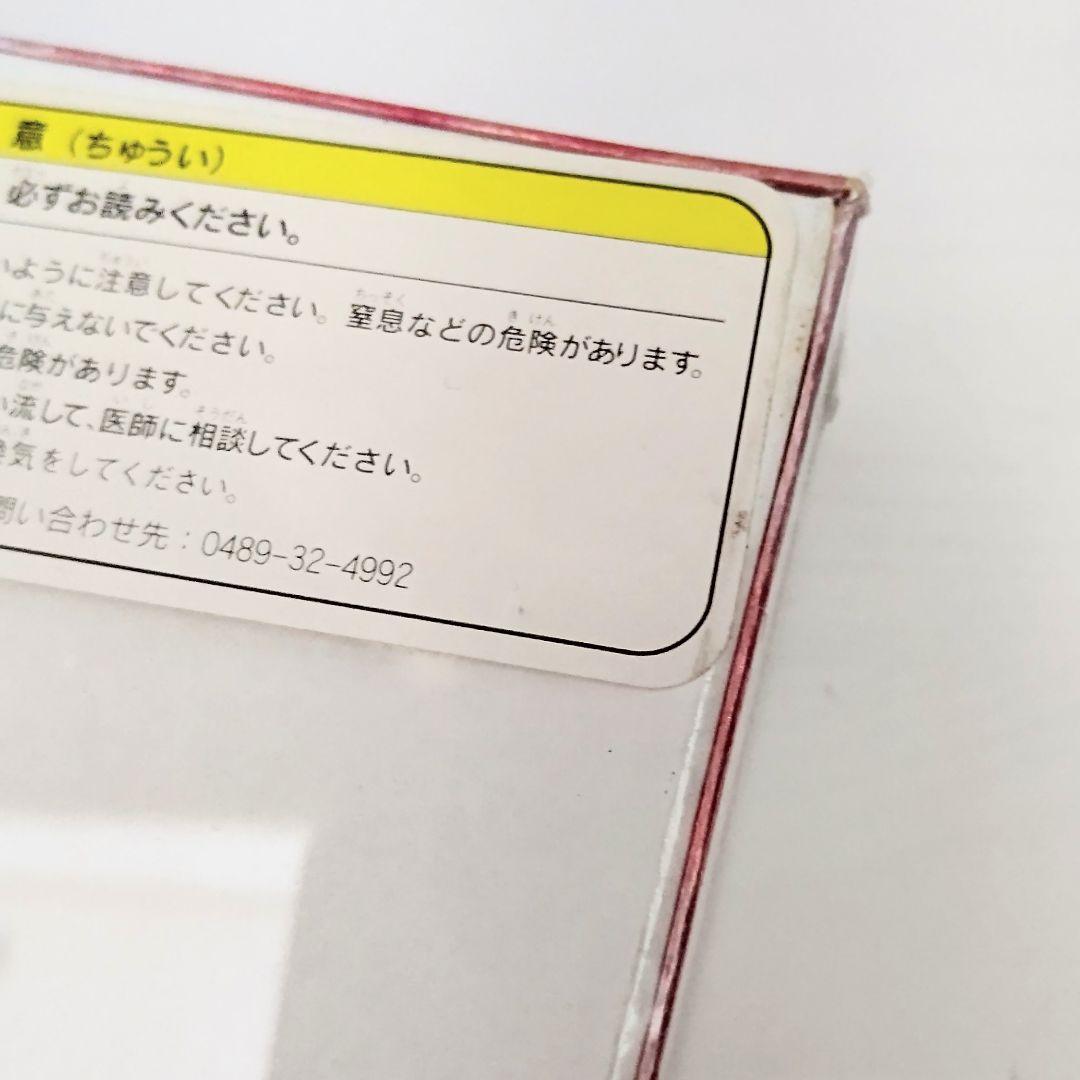 意（ちゅうい）
必ずお読みください。
いように注意してください。窒息などの危険があります。
に与えないでください。
危険があります。
い流して、医師に相談してください。
換気をしてください。
問い合わせ先：0489-32-4992